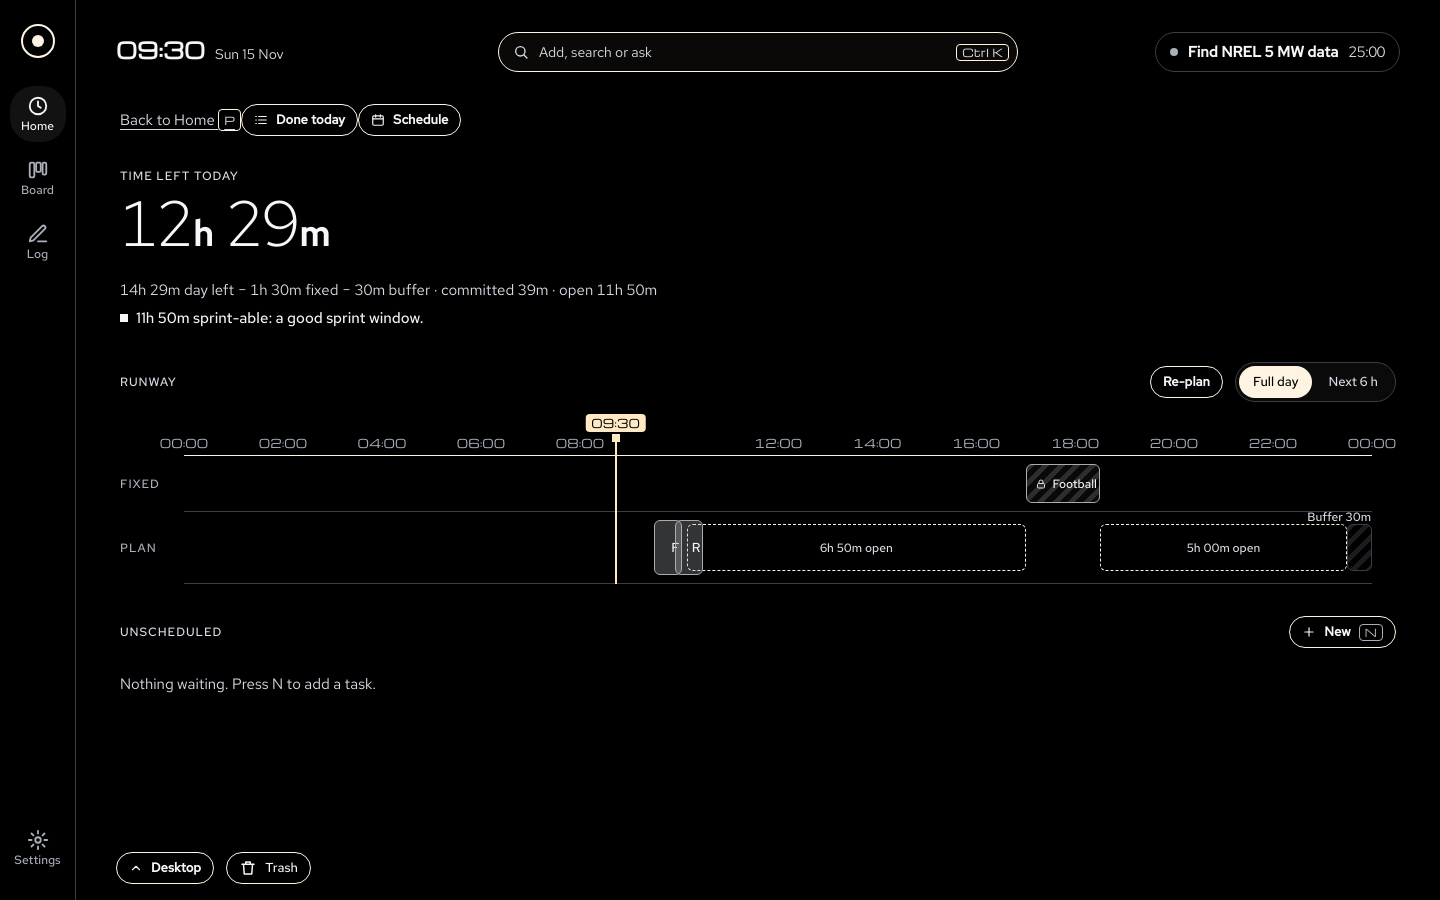 09:30 Sun 15 Nov
Add, search or ask Ctrl K
Find NREL 5 MW data 25:00
Home
Board
Log
Settings
Back to Home P Done today Schedule
TIME LEFT TODAY
12h 29m
14h 29m day left − 1h 30m fixed − 30m buffer · committed 39m · open 11h 50m
11h 50m sprint-able: a good sprint window.
RUNWAY Re-plan Full day Next 6 h
09:30
00:00 02:00 04:00 06:00 08:00 12:00 14:00 16:00 18:00 20:00 22:00 00:00
FIXED Football
Buffer 30m
PLAN F R 6h 50m open 5h 00m open
UNSCHEDULED New N
Nothing waiting. Press N to add a task.
Desktop Trash